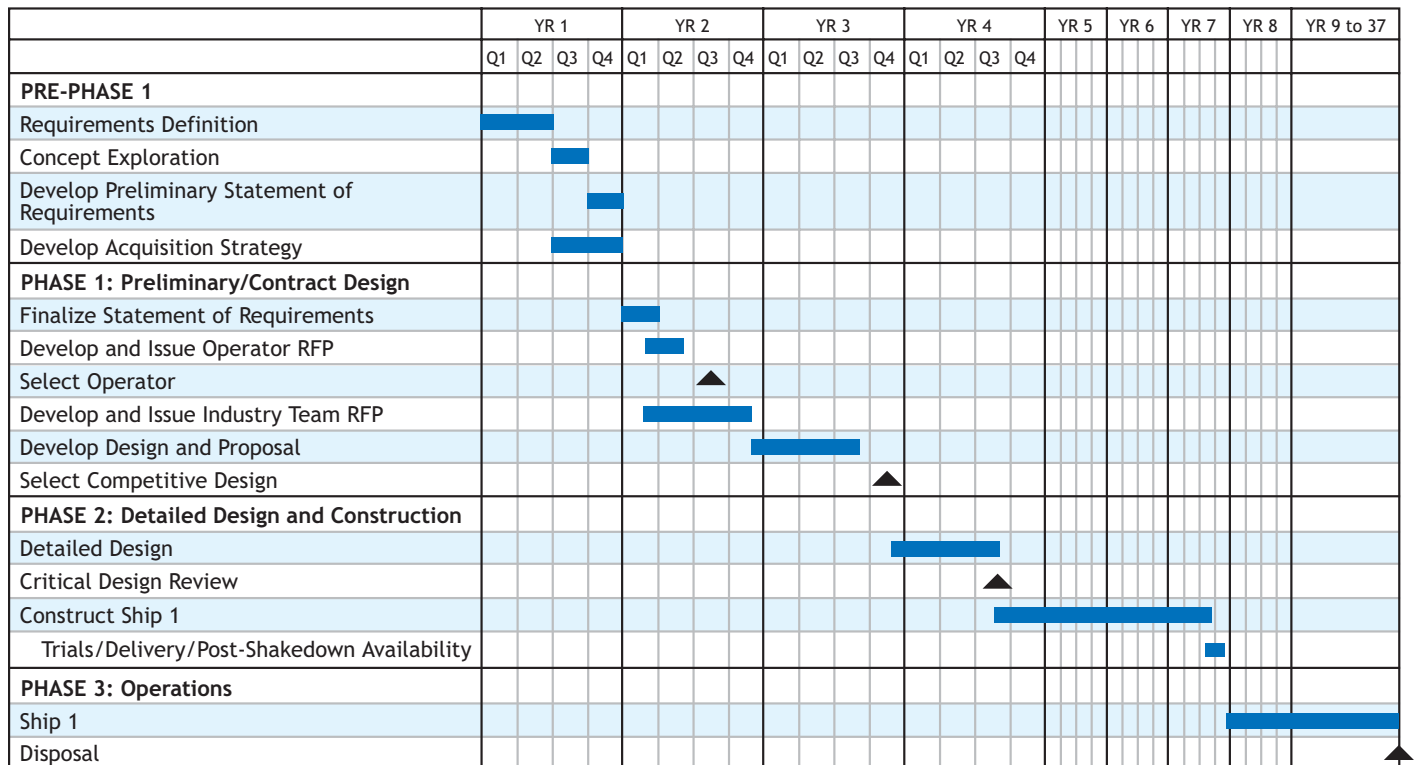 YR 1 YR 2 YR 3 YR 4 YR 5 YR 6 YR 7 YR 8 YR 9 to 37
Q1 Q2 Q3 Q4 Q1 Q2 Q3 Q4 Q1 Q2 Q3 Q4 Q1 Q2 Q3 Q4
PRE-PHASE 1
Requirements Definition
Concept Exploration
Develop Preliminary Statement of
Requirements
Develop Acquisition Strategy
PHASE 1: Preliminary/Contract Design
Finalize Statement of Requirements
Develop and Issue Operator RFP
Select Operator
Develop and Issue Industry Team RFP
Develop Design and Proposal
Select Competitive Design
PHASE 2: Detailed Design and Construction
Detailed Design
Critical Design Review
Construct Ship 1
Trials/Delivery/Post-Shakedown Availability
PHASE 3: Operations
Ship 1
Disposal